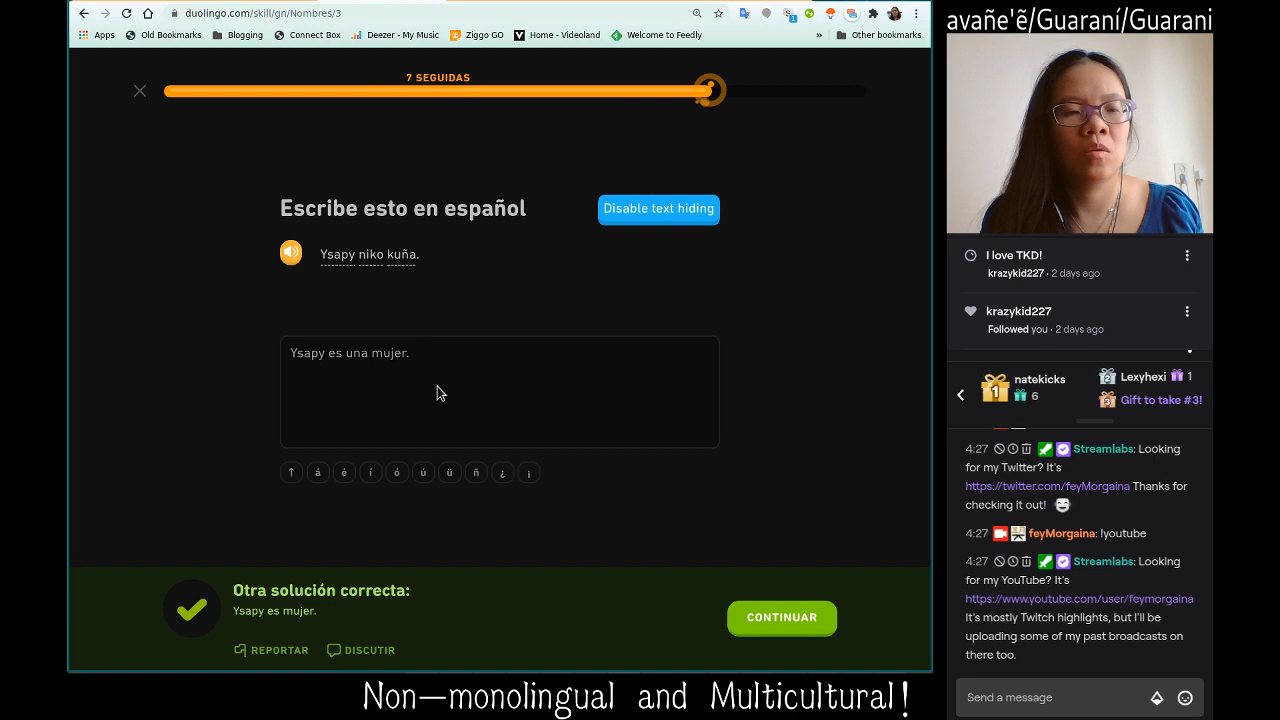 duolingo.com/skill/gn/Nombres/3
Apps Old Bookmarks Blogging Connect Box Deezer - My Music Ziggo GO Home - Videoland Welcome to Feedly » Other bookmarks
avañe'ẽ/Guaraní/Guarani
7 SEGUIDAS
Escribe esto en español
Disable text hiding
Ysapy niko kuña.
Ysapy es una mujer.
↑ á é í ó ú ü ñ ¿ ¡
Otra solución correcta:
Ysapy es mujer.
CONTINUAR
REPORTAR DISCUTIR
Non-monolingual and Multicultural!
I love TKD!
krazykid227 · 2 days ago
krazykid227
Followed you · 2 days ago
1 natekicks
6
2 Lexyhexi 1
3 Gift to take #3!
4:27 Streamlabs: Looking
for my Twitter? It's
https://twitter.com/feyMorgaina Thanks for
checking it out!
4:27 feyMorgaina: !youtube
4:27 Streamlabs: Looking
for my YouTube? It's
https://www.youtube.com/user/feymorgaina
It's mostly Twitch highlights, but I'll be
uploading some of my past broadcasts on
there too.
Send a message